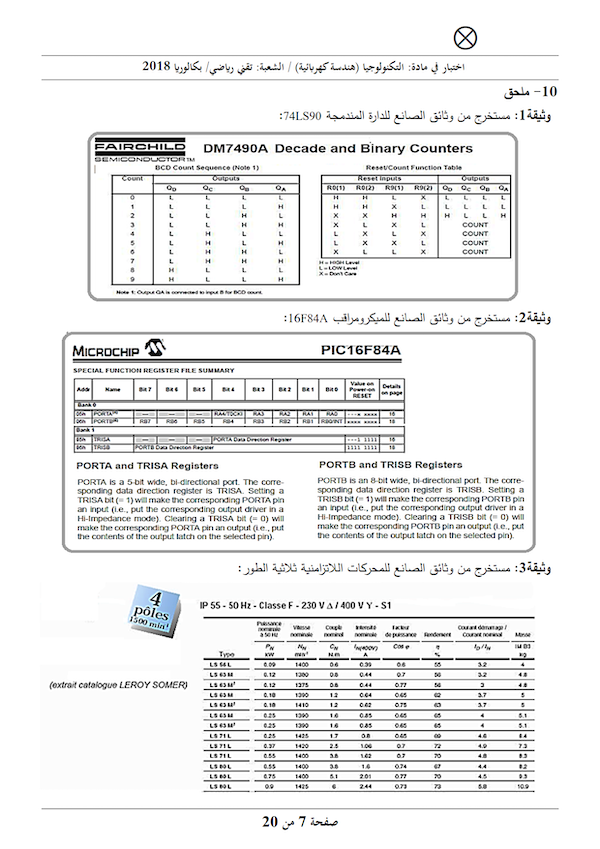 اختبار في مادة: التكنولوجيا (هندسة كهربائية) / الشعبة: تقني رياضي/ بكالوريا 2018
10- ملحق
وثيقة1: مستخرج من وثائق الصانع للدارة المندمجة 74LS90:
FAIRCHILD
SEMICONDUCTOR™
DM7490A Decade and Binary Counters
BCD Count Sequence (Note 1)
Count Outputs
QD QC QB QA
0 L L L L
1 L L L H
2 L L H L
3 L L H H
4 L H L L
5 L H L H
6 L H H L
7 L H H H
8 H L L L
9 H L L H
Note 1: Output QA is connected to input B for BCD count.
Reset/Count Function Table
Reset Inputs Outputs
R0(1) R0(2) R9(1) R9(2) QD QC QB QA
H H L X L L L L
H H X L L L L L
X X H H H L L H
X L X L COUNT
L X L X COUNT
L X X L COUNT
X L L X COUNT
H = HIGH Level
L = LOW Level
X = Don't Care
وثيقة2: مستخرج من وثائق الصانع للميكرومراقب 16F84A:
MICROCHIP
PIC16F84A
SPECIAL FUNCTION REGISTER FILE SUMMARY
Addr Name Bit 7 Bit 6 Bit 5 Bit 4 Bit 3 Bit 2 Bit 1 Bit 0 Value on Power-on RESET Details on page
Bank 0
05h PORTA — — — RA4/T0CKI RA3 RA2 RA1 RA0 ---x xxxx 16
06h PORTB RB7 RB6 RB5 RB4 RB3 RB2 RB1 RB0/INT xxxx xxxx 18
Bank 1
85h TRISA — — — PORTA Data Direction Register ---1 1111 16
86h TRISB PORTB Data Direction Register 1111 1111 18
PORTA and TRISA Registers
PORTA is a 5-bit wide, bi-directional port. The corre-
sponding data direction register is TRISA. Setting a
TRISA bit (= 1) will make the corresponding PORTA pin
an input (i.e., put the corresponding output driver in a
Hi-Impedance mode). Clearing a TRISA bit (= 0) will
make the corresponding PORTA pin an output (i.e., put
the contents of the output latch on the selected pin).
PORTB and TRISB Registers
PORTB is an 8-bit wide, bi-directional port. The corre-
sponding data direction register is TRISB. Setting a
TRISB bit (= 1) will make the corresponding PORTB pin
an input (i.e., put the corresponding output driver in a
Hi-Impedance mode). Clearing a TRISB bit (= 0) will
make the corresponding PORTB pin an output (i.e., put
the contents of the output latch on the selected pin).
وثيقة3: مستخرج من وثائق الصانع للمحركات اللاتزامنية ثلاثية الطور:
4
pôles
1500 min-1
(extrait catalogue LEROY SOMER)
IP 55 - 50 Hz - Classe F - 230 V Δ / 400 V Y - S1
Puissance nominale à 50 Hz Vitesse nominale Couple nominal Intensité nominale Facteur de puissance Rendement Courant démarrage / Courant nominal Masse
Type PN kW NN min-1 CN N.m IN(400V) A Cos φ η % ID / IN IM B3 kg
LS 56 L 0.09 1400 0.6 0.39 0.6 55 3.2 4
LS 63 M 0.12 1380 0.8 0.44 0.7 56 3.2 4.8
LS 63 M 0.12 1375 0.8 0.44 0.77 56 3 4.8
LS 63 M 0.18 1390 1.2 0.64 0.65 62 3.7 5
LS 63 M 0.18 1410 1.2 0.62 0.75 63 3.7 5
LS 63 M 0.25 1390 1.6 0.85 0.65 65 4 5.1
LS 63 M 0.25 1390 1.6 0.85 0.65 65 4 5.1
LS 71 L 0.25 1425 1.7 0.8 0.65 69 4.6 6.4
LS 71 L 0.37 1420 2.5 1.06 0.7 72 4.9 7.3
LS 71 L 0.55 1400 3.8 1.62 0.7 70 4.8 8.3
LS 80 L 0.55 1400 3.8 1.6 0.74 67 4.4 8.2
LS 80 L 0.75 1400 5.1 2.01 0.77 70 4.5 9.3
LS 80 L 0.9 1425 6 2.44 0.73 73 5.8 10.9
صفحة 7 من 20